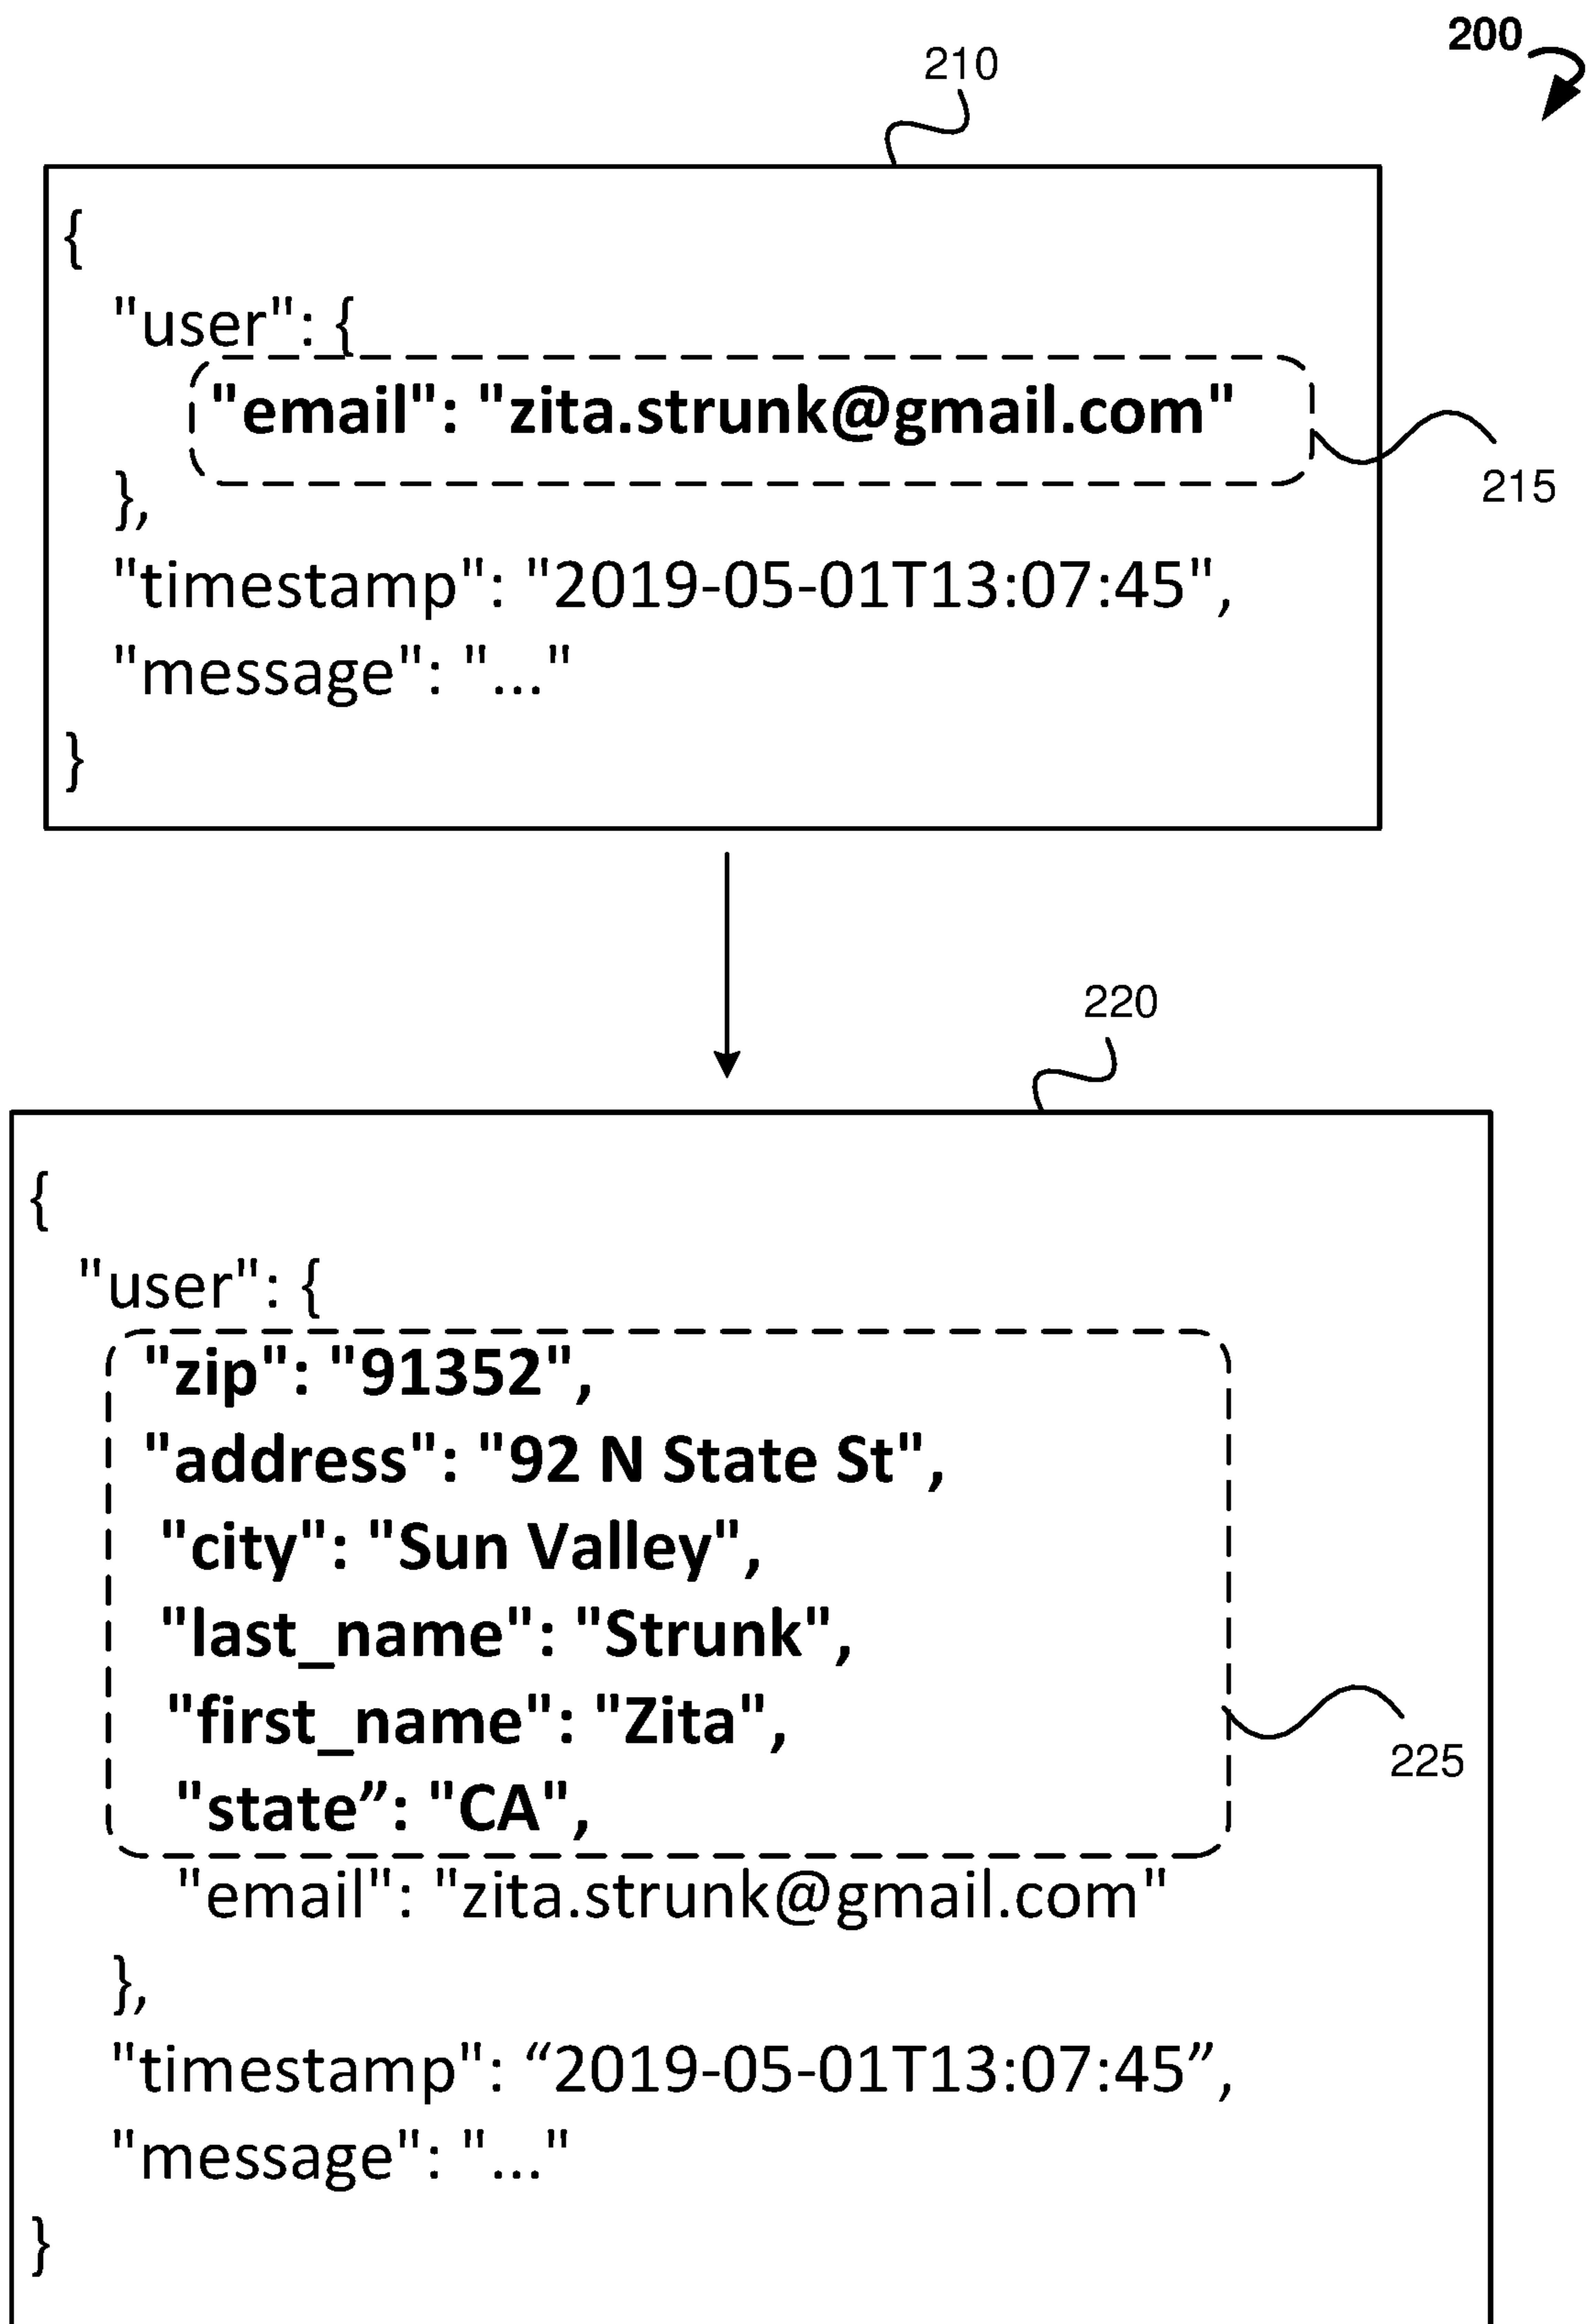 200
210
{
"user": {
"email": "zita.strunk@gmail.com"
215
},
"timestamp": "2019-05-01T13:07:45",
"message": "..."
}
220
{
"user": {
"zip": "91352",
"address": "92 N State St",
"city": "Sun Valley",
"last_name": "Strunk",
"first_name": "Zita",
225
"state”: "CA",
"email": "zita.strunk@gmail.com"
},
"timestamp": “2019-05-01T13:07:45”,
"message": "..."
}